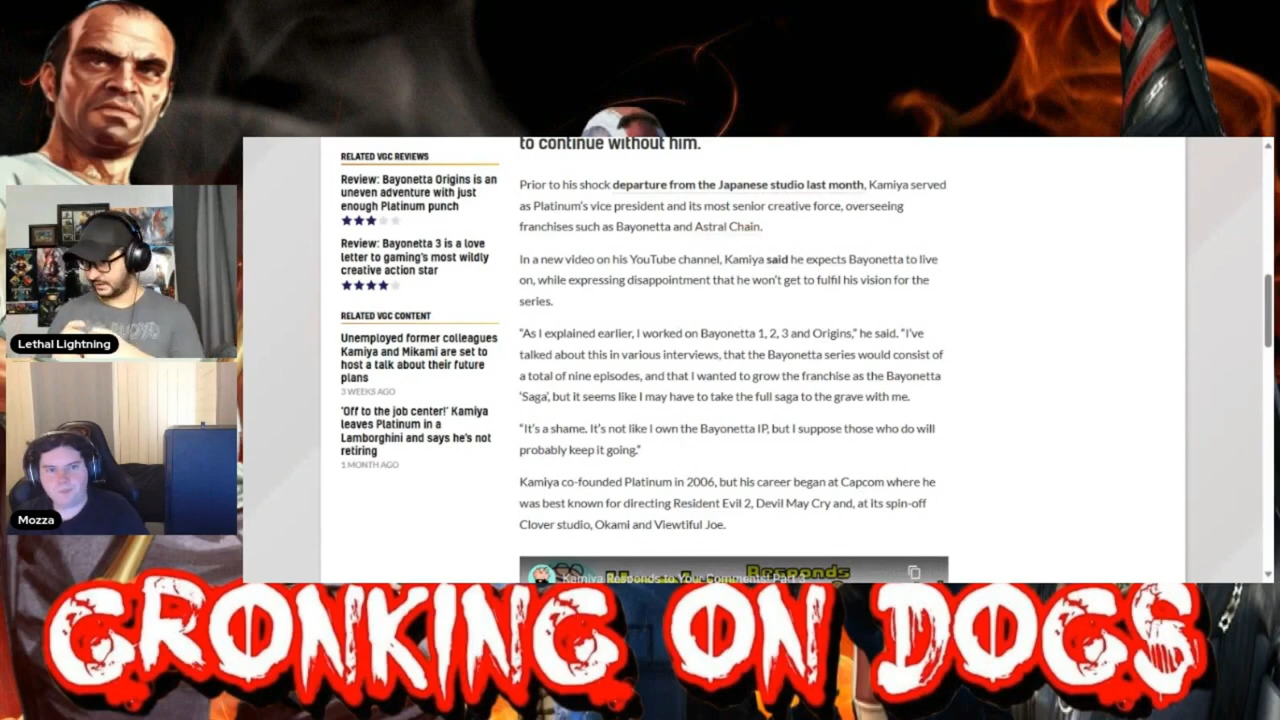 to continue without him.
RELATED VGC REVIEWS
Review: Bayonetta Origins is an
uneven adventure with just
enough Platinum punch
Review: Bayonetta 3 is a love
letter to gaming's most wildly
creative action star
RELATED VGC CONTENT
Unemployed former colleagues
Kamiya and Mikami are set to
host a talk about their future
plans
3 WEEKS AGO
'Off to the job center!' Kamiya
leaves Platinum in a
Lamborghini and says he's not
retiring
1 MONTH AGO
Prior to his shock departure from the Japanese studio last month, Kamiya served
as Platinum's vice president and its most senior creative force, overseeing
franchises such as Bayonetta and Astral Chain.
In a new video on his YouTube channel, Kamiya said he expects Bayonetta to live
on, while expressing disappointment that he won't get to fulfil his vision for the
series.
"As I explained earlier, I worked on Bayonetta 1, 2, 3 and Origins," he said. "I've
talked about this in various interviews, that the Bayonetta series would consist of
a total of nine episodes, and that I wanted to grow the franchise as the Bayonetta
'Saga', but it seems like I may have to take the full saga to the grave with me.
"It's a shame. It's not like I own the Bayonetta IP, but I suppose those who do will
probably keep it going."
Kamiya co-founded Platinum in 2006, but his career began at Capcom where he
was best known for directing Resident Evil 2, Devil May Cry and, at its spin-off
Clover studio, Okami and Viewtiful Joe.
Kamiya Responds to Your Comments! Part 3
Responds
Lethal Lightning
Mozza
GRONKING ON DOGS